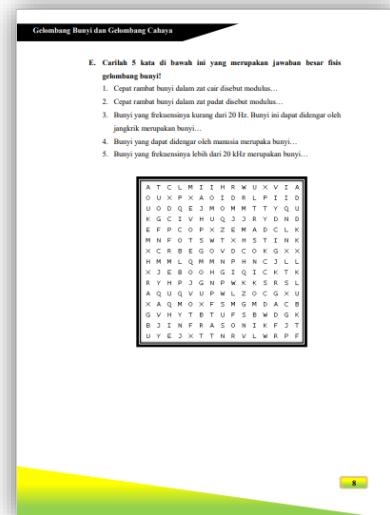 Gelombang Bunyi dan Gelombang Cahaya
E. Carilah 5 kata di bawah ini yang merupakan jawaban besar fisis
gelombang bunyi!
1. Cepat rambat bunyi dalam zat cair disebut modulus…
2. Cepat rambat bunyi dalam zat padat disebut modulus…
3. Bunyi yang frekuensinya kurang dari 20 Hz. Bunyi ini dapat didengar oleh
jangkrik merupakan bunyi…
4. Bunyi yang dapat didengar oleh manusia merupaka bunyi…
5. Bunyi yang frekuensinya lebih dari 20 kHz merupakan bunyi…
A T C L M I I H R W U X V I A
O U X P X A O I D R L P I I D
U O D Q E J M O M M T T Y Q U
K G C I V H U Q J J R Y D N D
E F P C O P X Z E M A D C L K
M N F O T S W T X H S T I N K
X C R B E G O V D C O K G X X
H M M L Q M M N P H N C J L L
X J E B O O H G I Q I C K T K
R Y H P J G N P W K K S R S L
A Q U Q V U P W L Z O C G X U
X A Q M O X F S M G M D A C B
G V H Y T B T U F S B W D G K
B J I N F R A S O N I K F J T
U Y E J X T T N R V L W R P F
8